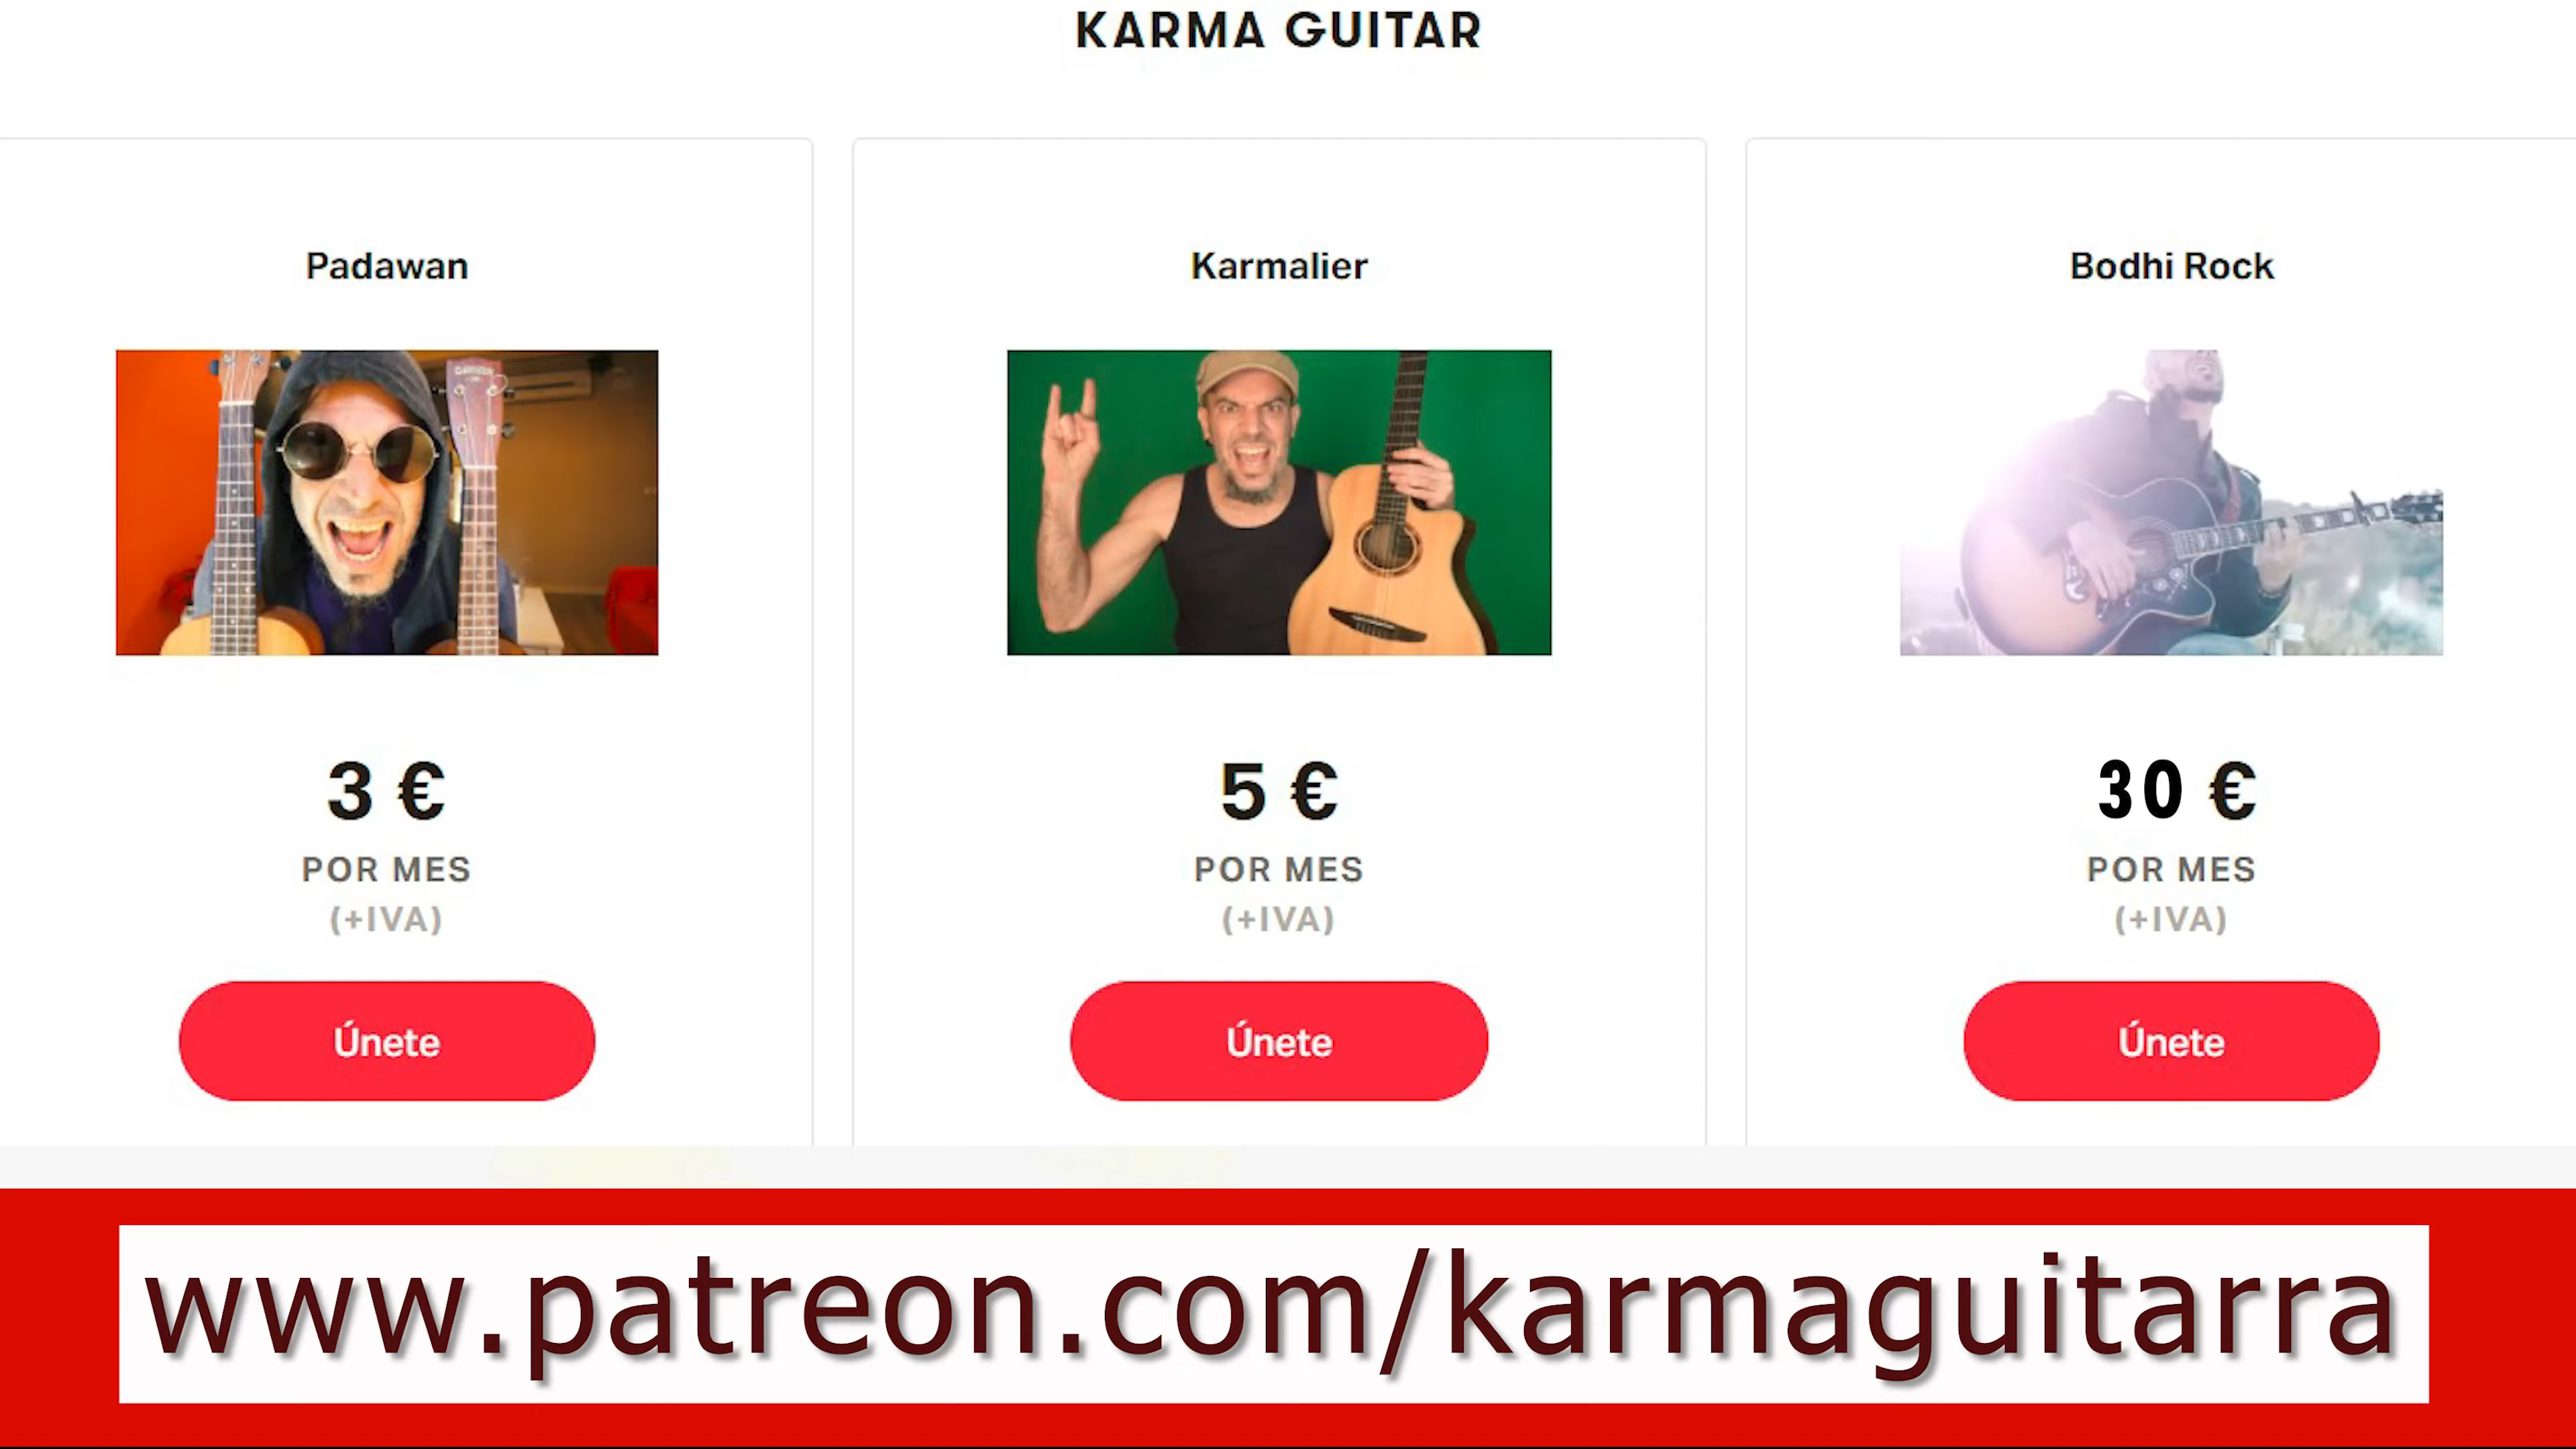 KARMA GUITAR
Padawan
Karmalier
Bodhi Rock
3 €
POR MES
(+IVA)
Únete
5 €
POR MES
(+IVA)
Únete
30 €
POR MES
(+IVA)
Únete
www.patreon.com/karmaguitarra